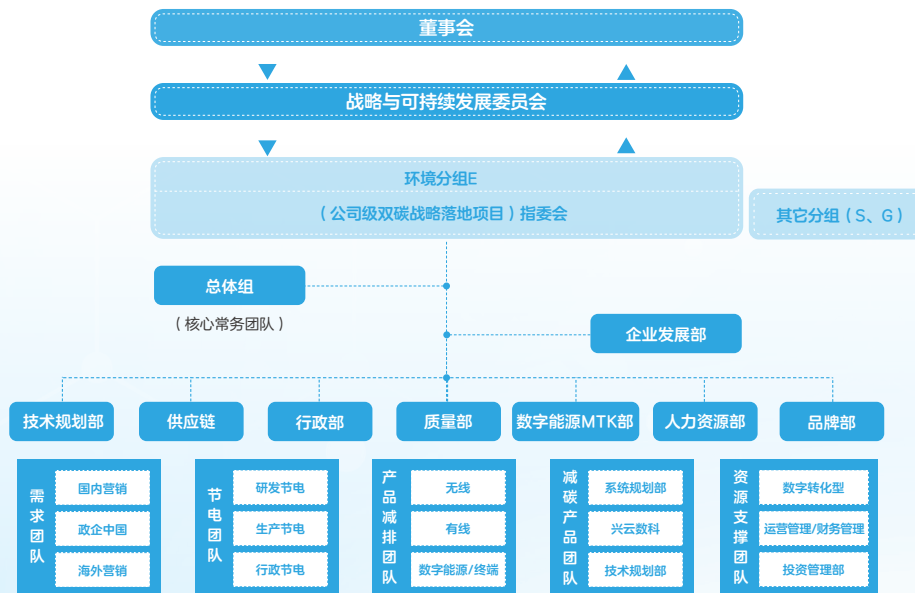 董事会
战略与可持续发展委员会
环境分组E
（公司级双碳战略落地项目）指委会
其它分组（S、G）
总体组
（核心常务团队）
企业发展部
技术规划部
供应链
行政部
质量部
数字能源MTK部
人力资源部
品牌部
需求团队
国内营销
政企中国
海外营销
节电团队
研发节电
生产节电
行政节电
产品减排团队
无线
有线
数字能源/终端
减碳产品团队
系统规划部
兴云数科
技术规划部
资源支撑团队
数字转化型
运营管理/财务管理
投资管理部